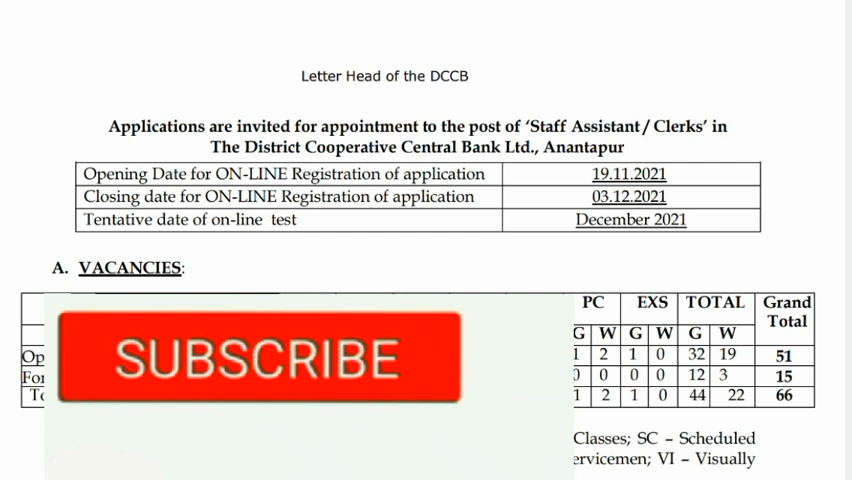 Letter Head of the DCCB
Applications are invited for appointment to the post of ‘Staff Assistant / Clerks’ in
The District Cooperative Central Bank Ltd., Anantapur
Opening Date for ON-LINE Registration of application 19.11.2021
Closing date for ON-LINE Registration of application 03.12.2021
Tentative date of on-line test December 2021
A. VACANCIES:
PC EXS TOTAL Grand Total
G W G W G W
1 2 1 0 32 19 51
0 0 0 0 12 3 15
1 2 1 0 44 22 66
SUBSCRIBE
Classes; SC – Scheduled
VI – Visually